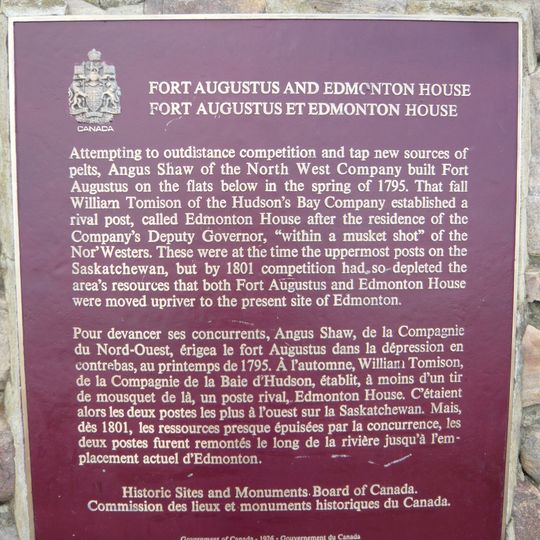 CANADA
FORT AUGUSTUS AND EDMONTON HOUSE
FORT AUGUSTUS ET EDMONTON HOUSE
Attempting to outdistance competition and tap new sources of
pelts, Angus Shaw of the North West Company built Fort
Augustus on the flats below in the spring of 1795. That fall
William Tomison of the Hudson's Bay Company established a
rival post, called Edmonton House after the residence of the
Company's Deputy Governor, "within a musket shot" of the
Nor'Westers. These were at the time the uppermost posts on the
Saskatchewan, but by 1801 competition had so depleted the
area's resources that both Fort Augustus and Edmonton House
were moved upriver to the present site of Edmonton.
Pour devancer ses concurrents, Angus Shaw, de la Compagnie
du Nord-Ouest, érigea le fort Augustus dans la dépression en
contrebas, au printemps de 1795. À l'automne, William Tomison,
de la Compagnie de la Baie d'Hudson, établit, à moins d'un tir
de mousquet de là, un poste rival, Edmonton House. C'étaient
alors les deux postes les plus à l'ouest sur la Saskatchewan. Mais,
dès 1801, les ressources presque épuisées par la concurrence, les
deux postes furent remontés le long de la rivière jusqu'à l'em-
placement actuel d'Edmonton.
Historic Sites and Monuments Board of Canada.
Commission des lieux et monuments historiques du Canada.
Government of Canada - 1976 - Gouvernement du Canada